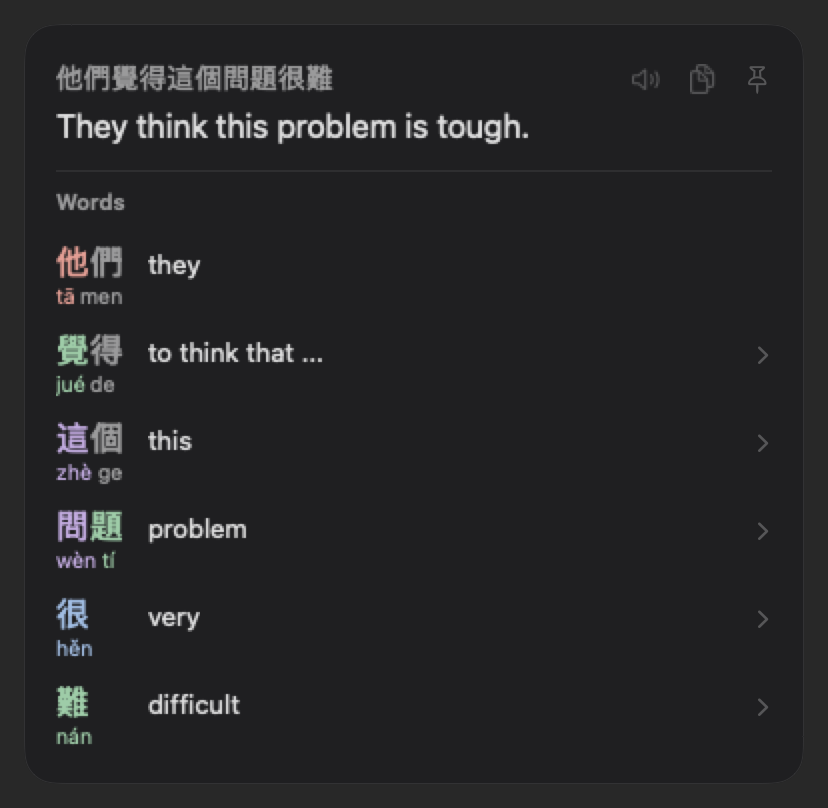 他們覺得這個問題很難
They think this problem is tough.
Words
他們 they
tā men
覺得 to think that ...
jué de
這個 this
zhè ge
問題 problem
wèn tí
很 very
hěn
難 difficult
nán